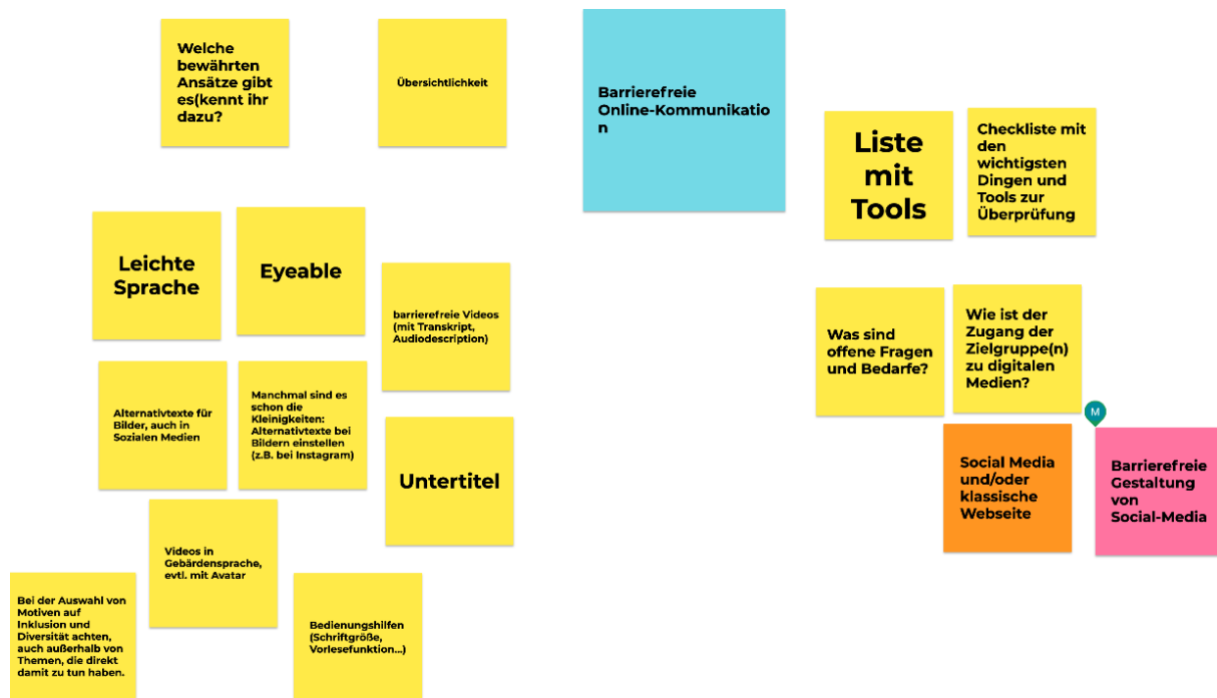 Welche
bewährten
Ansätze gibt
es(kennt ihr
dazu?
Übersichtlichkeit
Barrierefreie
Online-Kommunikatio
n
Liste
mit
Tools
Checkliste mit
den
wichtigsten
Dingen und
Tools zur
Überprüfung
Leichte
Sprache
Eyeable
barrierefreie Videos
(mit Transkript,
Audiodescription)
Was sind
offene Fragen
und Bedarfe?
Wie ist der
Zugang der
Zielgruppe(n)
zu digitalen
Medien?
Alternativtexte für
Bilder, auch in
Sozialen Medien
Manchmal sind es
schon die
Kleinigkeiten:
Alternativtexte bei
Bildern einstellen
(z.B. bei Instagram)
Untertitel
M
Social Media
und/oder
klassische
Webseite
Barrierefreie
Gestaltung
von
Social-Media
Videos in
Gebärdensprache,
evtl. mit Avatar
Bei der Auswahl von
Motiven auf
Inklusion und
Diversität achten,
auch außerhalb von
Themen, die direkt
damit zu tun haben.
Bedienungshilfen
(Schriftgröße,
Vorlesefunktion...)